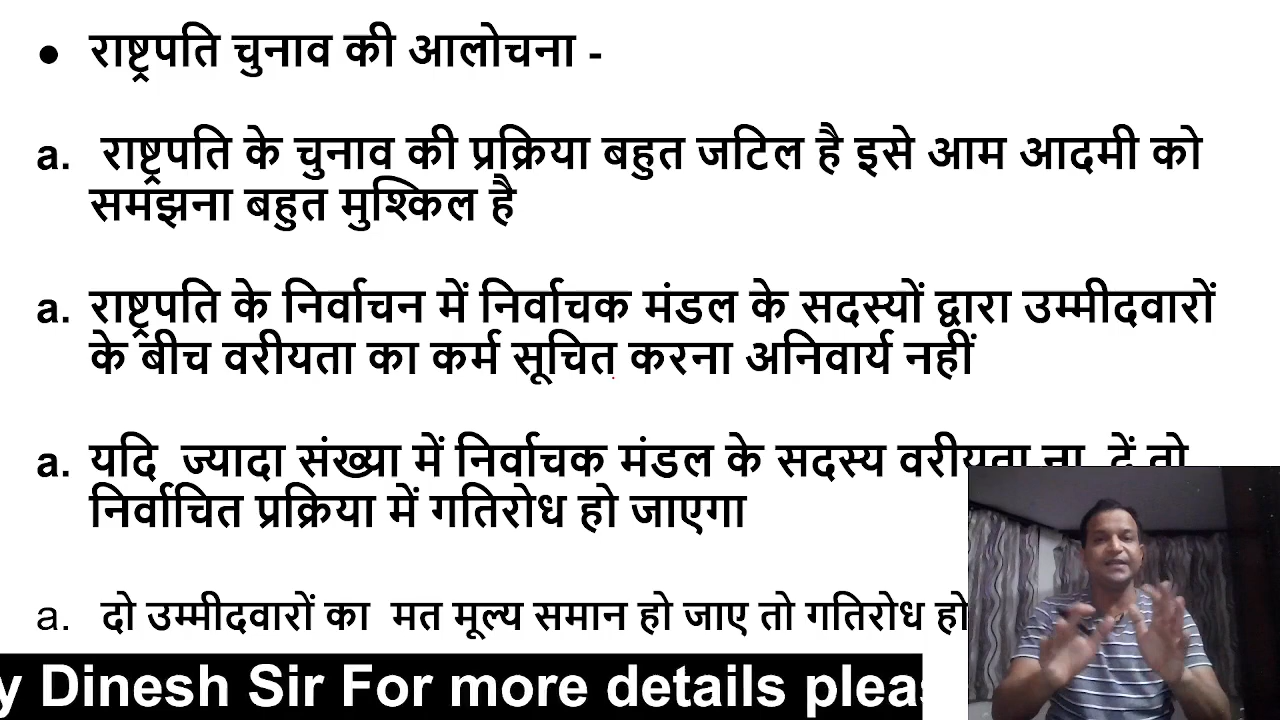 ● राष्ट्रपति चुनाव की आलोचना -
a. राष्ट्रपति के चुनाव की प्रक्रिया बहुत जटिल है इसे आम आदमी को
समझना बहुत मुश्किल है
a. राष्ट्रपति के निर्वाचन में निर्वाचक मंडल के सदस्यों द्वारा उम्मीदवारों
के बीच वरीयता का कर्म सूचित करना अनिवार्य नहीं
a. यदि ज्यादा संख्या में निर्वाचक मंडल के सदस्य वरीयता ना दें तो
निर्वाचित प्रक्रिया में गतिरोध हो जाएगा
a. दो उम्मीदवारों का मत मूल्य समान हो जाए तो गतिरोध हो
y Dinesh Sir For more details pleas